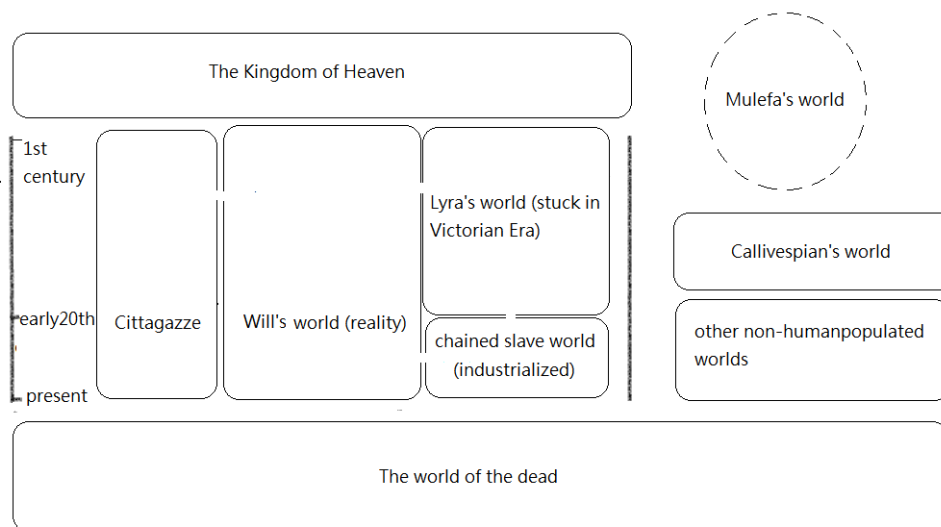 The Kingdom of Heaven
Mulefa's world
1st
century
Lyra's world (stuck in
Victorian Era)
Callivespian's world
early20th
Cittagazze
Will's world (reality)
chained slave world
(industrialized)
other non-humanpopulated
worlds
present
The world of the dead